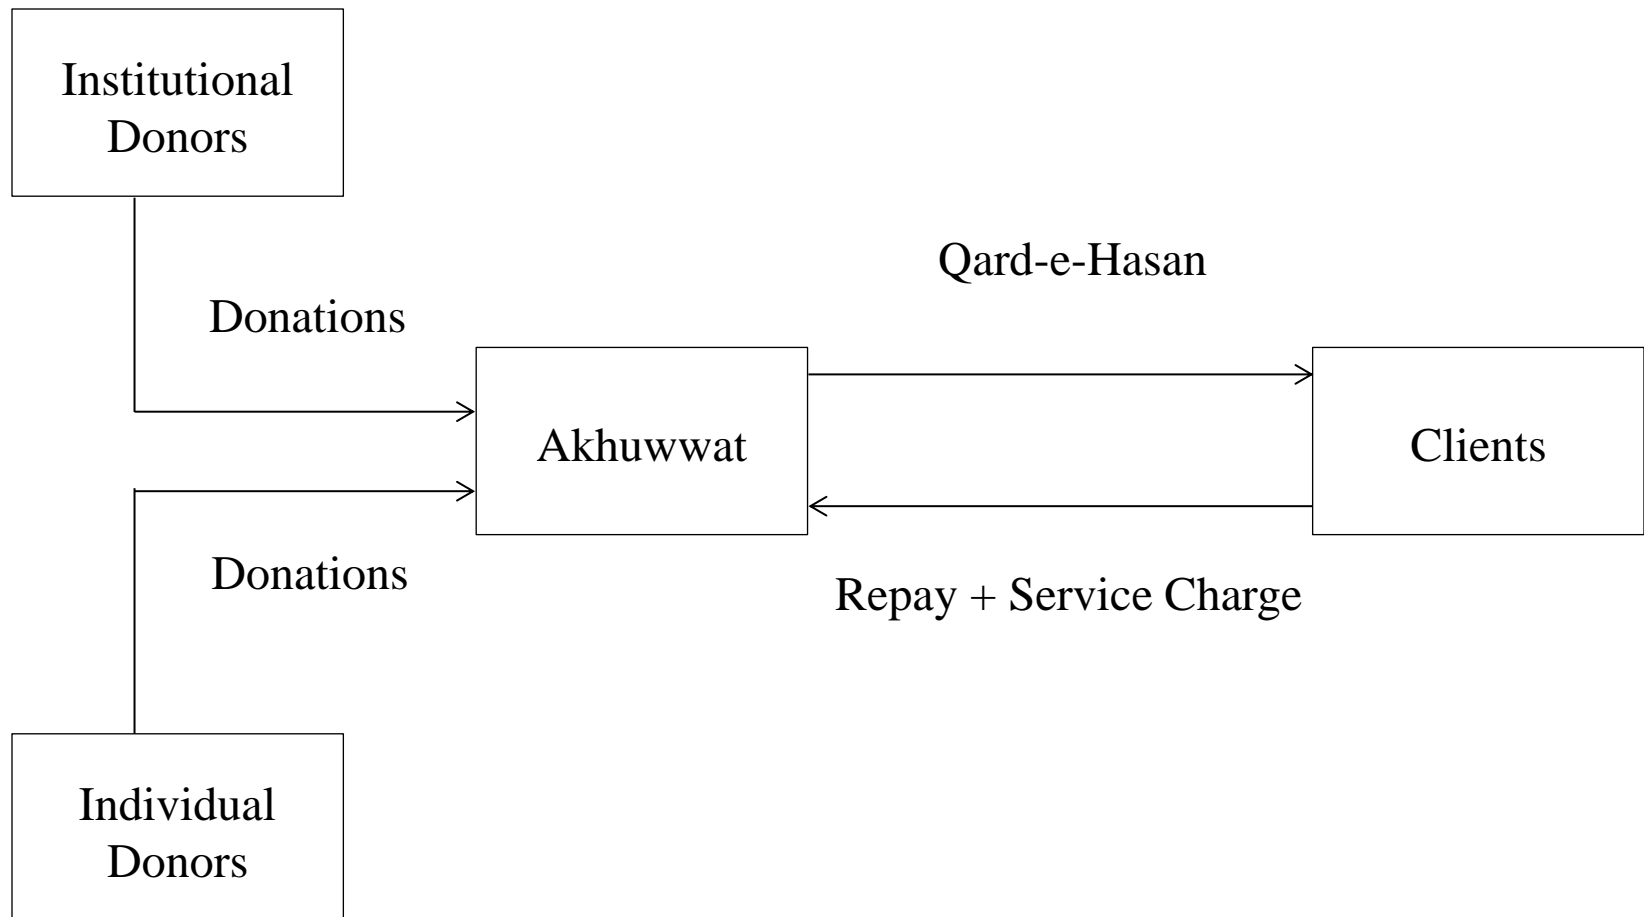 Institutional
Donors
Qard-e-Hasan
Donations
Akhuwwat
Clients
Donations
Repay + Service Charge
Individual
Donors